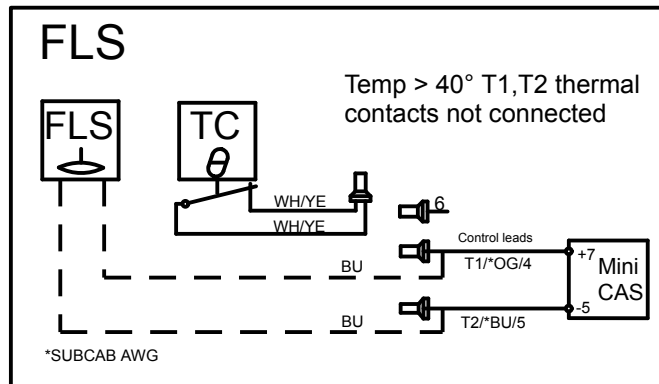 FLS
Temp > 40° T1,T2 thermal
contacts not connected
FLS
TC
WH/YE
WH/YE
6
Control leads
BU
T1/*OG/4
+7
Mini
CAS
BU
T2/*BU/5
-5
*SUBCAB AWG